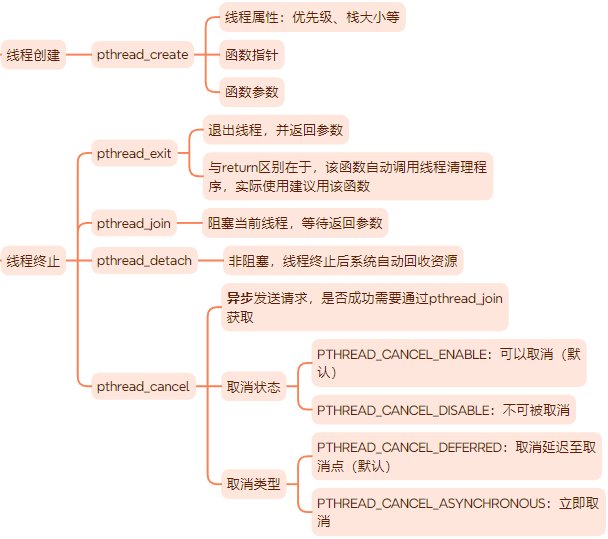 线程创建
pthread_create
线程属性：优先级、栈大小等
函数指针
函数参数
线程终止
pthread_exit
退出线程，并返回参数
与return区别在于，该函数自动调用线程清理程
序，实际使用建议用该函数
pthread_join
阻塞当前线程，等待返回参数
pthread_detach
非阻塞，线程终止后系统自动回收资源
pthread_cancel
异步发送请求，是否成功需要通过pthread_join
获取
取消状态
PTHREAD_CANCEL_ENABLE：可以取消（默
认）
PTHREAD_CANCEL_DISABLE：不可被取消
取消类型
PTHREAD_CANCEL_DEFERRED：取消延迟至取
消点（默认）
PTHREAD_CANCEL_ASYNCHRONOUS：立即取
消